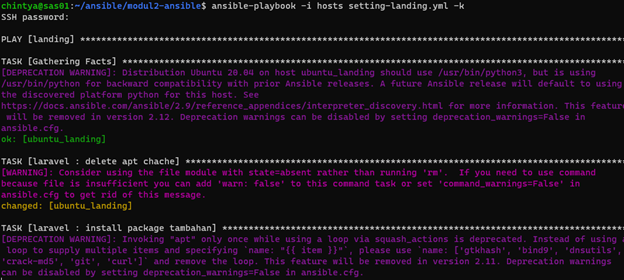 chintya@sas01:~/ansible/modul2-ansible$ ansible-playbook -i hosts setting-landing.yml -k
SSH password:
PLAY [landing] ******************************************************************************
TASK [Gathering Facts] **********************************************************************
[DEPRECATION WARNING]: Distribution Ubuntu 20.04 on host ubuntu_landing should use /usr/bin/python3, but is using
/usr/bin/python for backward compatibility with prior Ansible releases. A future Ansible release will default to using
the discovered platform python for this host. See
https://docs.ansible.com/ansible/2.9/reference_appendices/interpreter_discovery.html for more information. This feature
will be removed in version 2.12. Deprecation warnings can be disabled by setting deprecation_warnings=False in
ansible.cfg.
ok: [ubuntu_landing]
TASK [laravel : delete apt chache] **********************************************************
[WARNING]: Consider using the file module with state=absent rather than running 'rm'.  If you need to use command
because file is insufficient you can add 'warn: false' to this command task or set 'command_warnings=False' in
ansible.cfg to get rid of this message.
changed: [ubuntu_landing]
TASK [laravel : install package tambahan] ***************************************************
[DEPRECATION WARNING]: Invoking "apt" only once while using a loop via squash_actions is deprecated. Instead of using a
loop to supply multiple items and specifying `name: "{{ item }}"`, please use `name: ['gtkhash', 'bind9', 'dnsutils',
'crack-md5', 'git', 'curl']` and remove the loop. This feature will be removed in version 2.11. Deprecation warnings
can be disabled by setting deprecation_warnings=False in ansible.cfg.